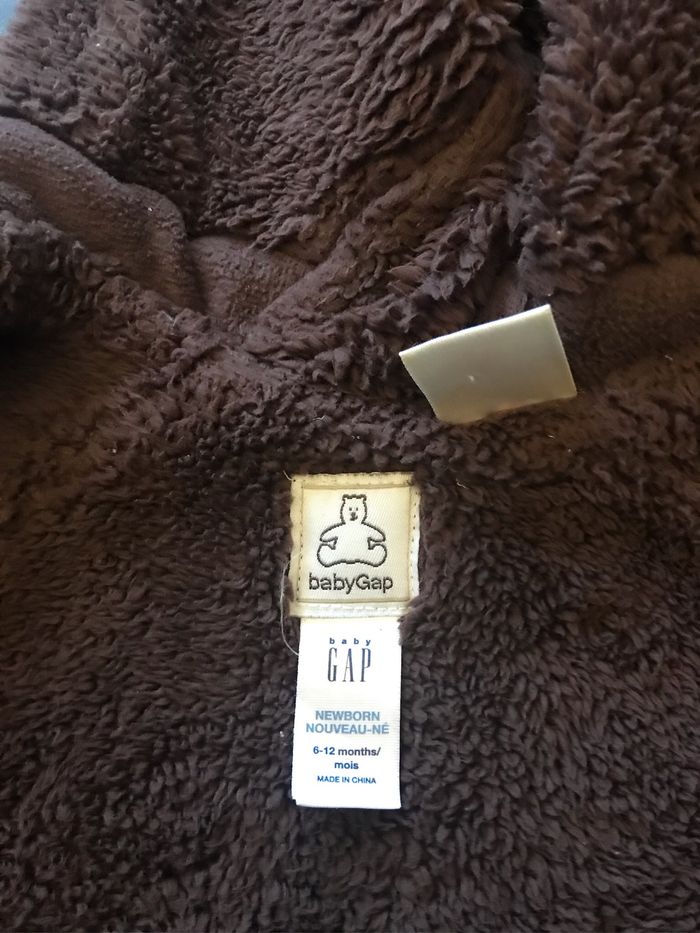 babyGap
baby
GAP
NEWBORN
NOUVEAU-NÉ
6-12 months/
mois
MADE IN CHINA